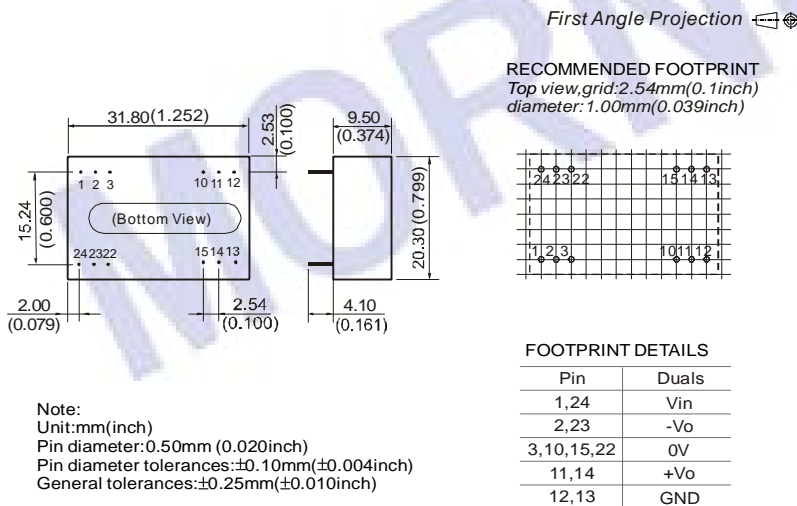 First Angle Projection
RECOMMENDED FOOTPRINT
Top view,grid:2.54mm(0.1inch)
diameter:1.00mm(0.039inch)
31.80(1.252)
2.53
(0.100)
9.50
(0.374)
1 2 3 10 11 12
15.24
(0.600)
(Bottom View)
20.30(0.799)
24 23 22 15 14 13
2.00
(0.079)
2.54
(0.100)
4.10
(0.161)
24 23 22 15 14 13
1 2 3 10 11 12
FOOTPRINT DETAILS
Pin Duals
1,24 Vin
2,23 -Vo
3,10,15,22 0V
11,14 +Vo
12,13 GND
Note:
Unit:mm(inch)
Pin diameter:0.50mm (0.020inch)
Pin diameter tolerances:±0.10mm(±0.004inch)
General tolerances:±0.25mm(±0.010inch)